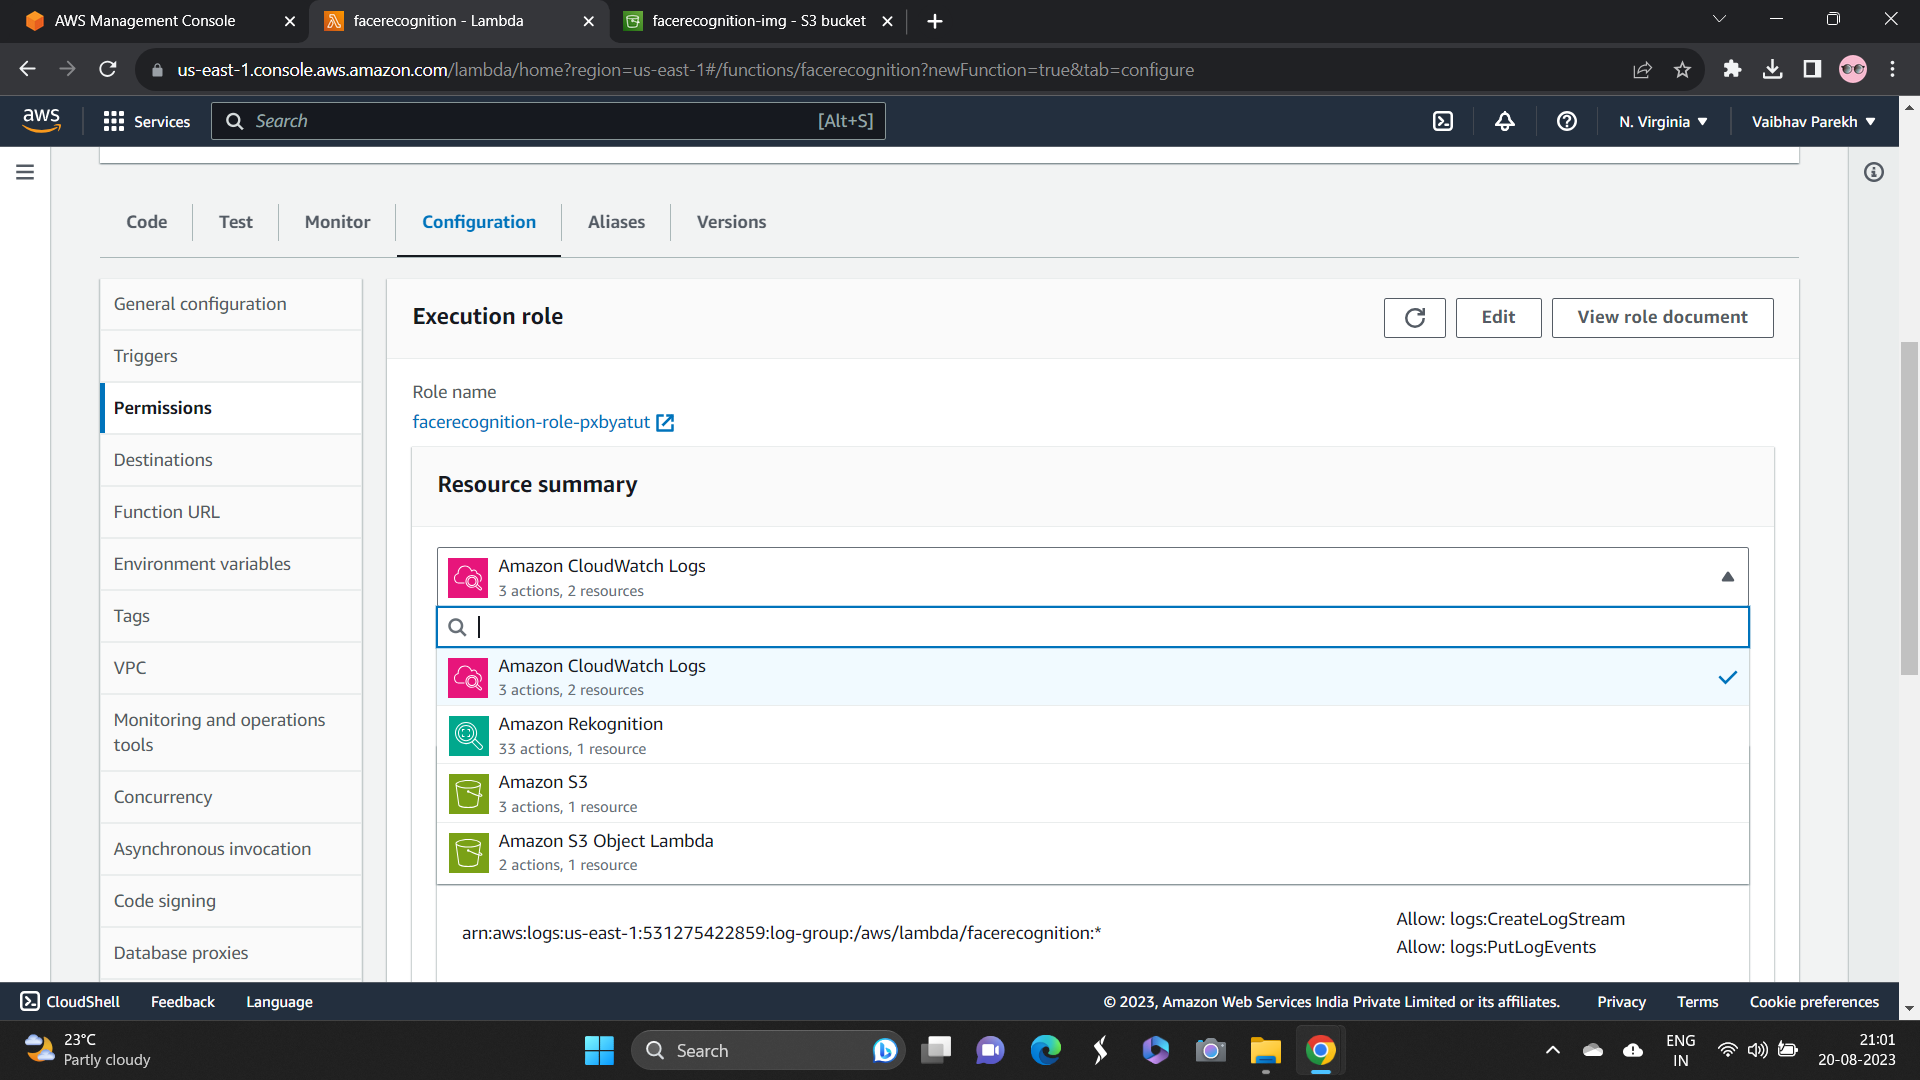 AWS Management Console
facerecognition - Lambda
facerecognition-img - S3 bucket
us-east-1.console.aws.amazon.com/lambda/home?region=us-east-1#/functions/facerecognition?newFunction=true&tab=configure
aws
Services
Search
[Alt+S]
N. Virginia
Vaibhav Parekh
Code
Test
Monitor
Configuration
Aliases
Versions
General configuration
Triggers
Permissions
Destinations
Function URL
Environment variables
Tags
VPC
Monitoring and operations
tools
Concurrency
Asynchronous invocation
Code signing
Database proxies
Execution role
Edit
View role document
Role name
facerecognition-role-pxbyatut
Resource summary
Amazon CloudWatch Logs
3 actions, 2 resources
Amazon CloudWatch Logs
3 actions, 2 resources
Amazon Rekognition
33 actions, 1 resource
Amazon S3
3 actions, 1 resource
Amazon S3 Object Lambda
2 actions, 1 resource
arn:aws:logs:us-east-1:531275422859:log-group:/aws/lambda/facerecognition:*
Allow: logs:CreateLogStream
Allow: logs:PutLogEvents
CloudShell
Feedback
Language
© 2023, Amazon Web Services India Private Limited or its affiliates.
Privacy
Terms
Cookie preferences
23°C
Partly cloudy
Search
ENG
IN
21:01
20-08-2023